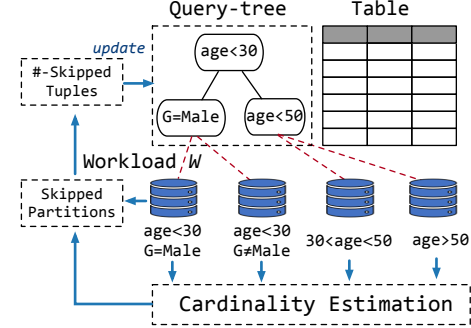 Query-tree
Table
update
age<30
#-Skipped
Tuples
G=Male
age<50
Workload W
Skipped
Partitions
age<30
G=Male
age<30
G≠Male
30<age<50
age>50
Cardinality Estimation